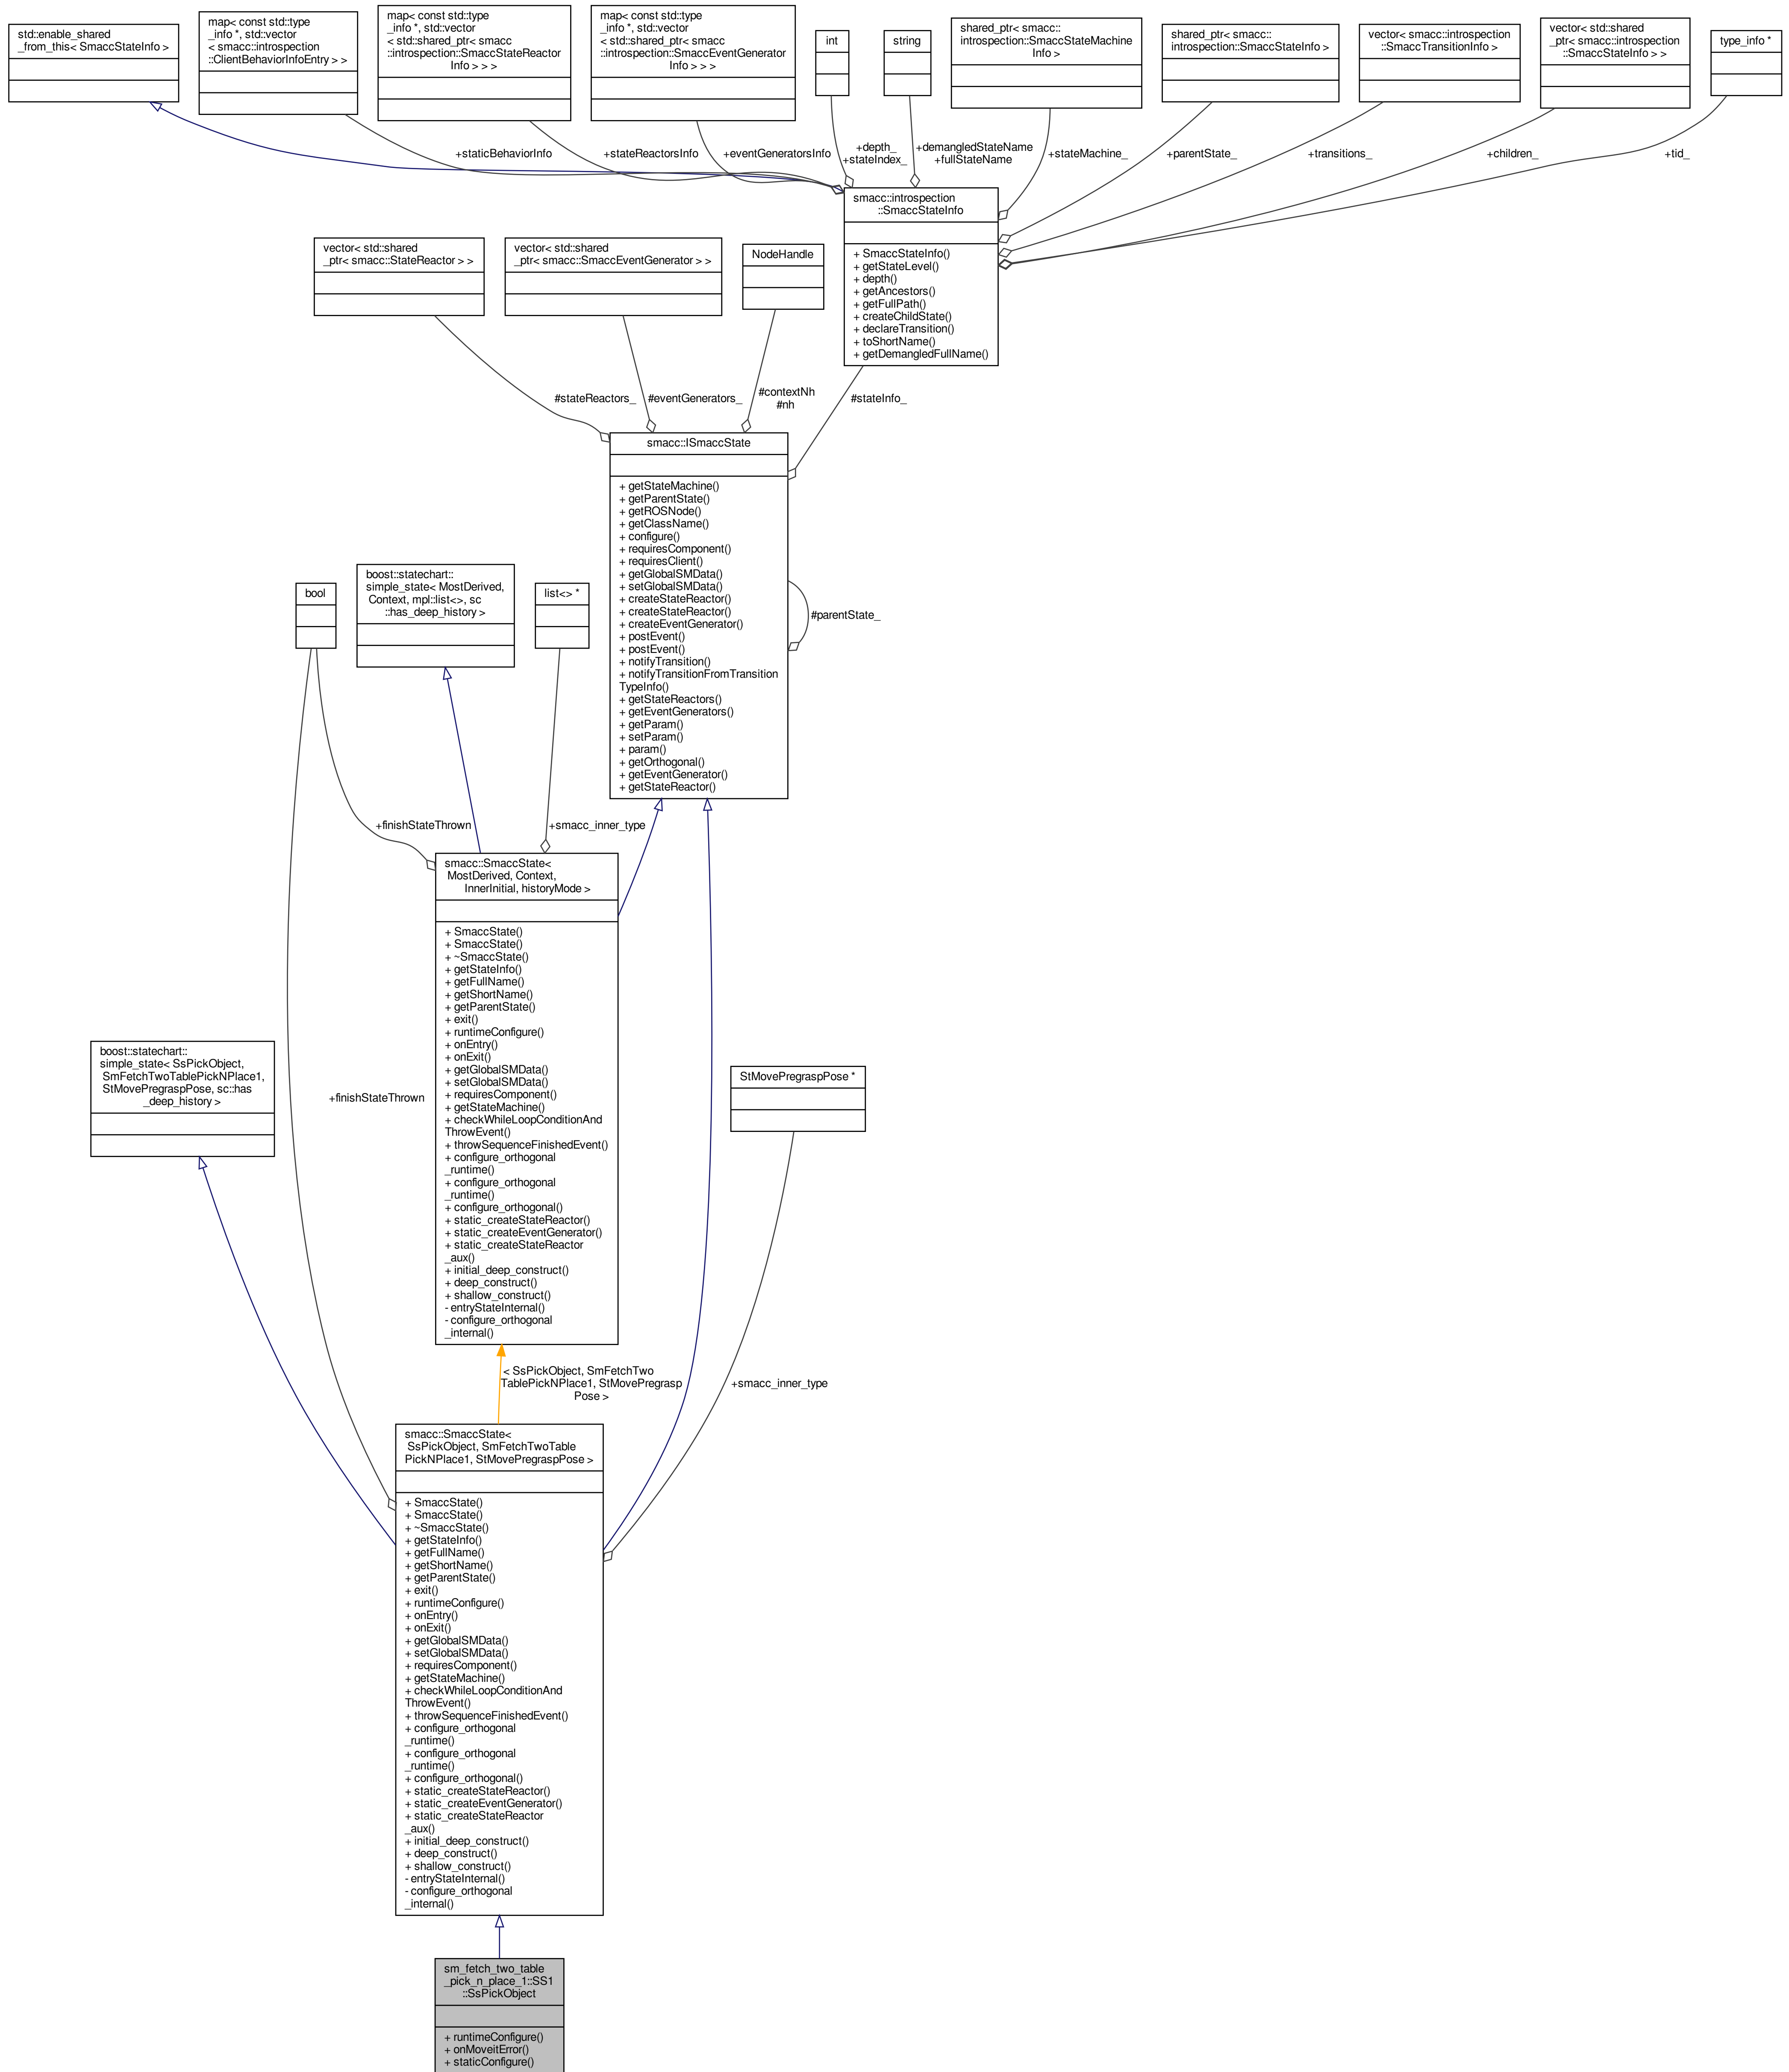 std::enable_shared
_from_this< SmaccStateInfo >
map< const std::type
_info *, std::vector
< smacc::introspection
::ClientBehaviorInfoEntry > >
map< const std::type
_info *, std::vector
< std::shared_ptr< smacc
::introspection::SmaccStateReactor
Info > > >
map< const std::type
_info *, std::vector
< std::shared_ptr< smacc
::introspection::SmaccEventGenerator
Info > > >
int
string
shared_ptr< smacc::
introspection::SmaccStateMachine
Info >
shared_ptr< smacc::
introspection::SmaccStateInfo >
vector< smacc::introspection
::SmaccTransitionInfo >
vector< std::shared
_ptr< smacc::introspection
::SmaccStateInfo > >
type_info *
+staticBehaviorInfo
+stateReactorsInfo
+eventGeneratorsInfo
+depth_
+stateIndex_
+demangledStateName
+fullStateName
+stateMachine_
+parentState_
+transitions_
+children_
+tid_
smacc::introspection
::SmaccStateInfo
+ SmaccStateInfo()
+ getStateLevel()
+ depth()
+ getAncestors()
+ getFullPath()
+ createChildState()
+ declareTransition()
+ toShortName()
+ getDemangledFullName()
vector< std::shared
_ptr< smacc::StateReactor > >
vector< std::shared
_ptr< smacc::SmaccEventGenerator > >
NodeHandle
#stateReactors_
#eventGenerators_
#contextNh
#nh
#stateInfo_
smacc::ISmaccState
+ getStateMachine()
+ getParentState()
+ getROSNode()
+ getClassName()
+ configure()
+ requiresComponent()
+ requiresClient()
+ getGlobalSMData()
+ setGlobalSMData()
+ createStateReactor()
+ createStateReactor()
+ createEventGenerator()
+ postEvent()
+ postEvent()
+ notifyTransition()
+ notifyTransitionFromTransition
TypeInfo()
+ getStateReactors()
+ getEventGenerators()
+ getParam()
+ setParam()
+ param()
+ getOrthogonal()
+ getEventGenerator()
+ getStateReactor()
#parentState_
bool
boost::statechart::
simple_state< MostDerived,
Context, mpl::list<>, sc
::has_deep_history >
list<> *
+finishStateThrown
+smacc_inner_type
smacc::SmaccState<
MostDerived, Context,
InnerInitial, historyMode >
+ SmaccState()
+ SmaccState()
+ ~SmaccState()
+ getStateInfo()
+ getFullName()
+ getShortName()
+ getParentState()
+ exit()
+ runtimeConfigure()
+ onEntry()
+ onExit()
+ getGlobalSMData()
+ setGlobalSMData()
+ requiresComponent()
+ getStateMachine()
+ checkWhileLoopConditionAnd
ThrowEvent()
+ throwSequenceFinishedEvent()
+ configure_orthogonal
_runtime()
+ configure_orthogonal
_runtime()
+ configure_orthogonal()
+ static_createStateReactor()
+ static_createEventGenerator()
+ static_createStateReactor
_aux()
+ initial_deep_construct()
+ deep_construct()
+ shallow_construct()
- entryStateInternal()
- configure_orthogonal
_internal()
boost::statechart::
simple_state< SsPickObject,
SmFetchTwoTablePickNPlace1,
StMovePregraspPose, sc::has
_deep_history >
+finishStateThrown
StMovePregraspPose *
< SsPickObject, SmFetchTwo
TablePickNPlace1, StMovePregrasp
Pose >
+smacc_inner_type
smacc::SmaccState<
SsPickObject, SmFetchTwoTable
PickNPlace1, StMovePregraspPose >
+ SmaccState()
+ SmaccState()
+ ~SmaccState()
+ getStateInfo()
+ getFullName()
+ getShortName()
+ getParentState()
+ exit()
+ runtimeConfigure()
+ onEntry()
+ onExit()
+ getGlobalSMData()
+ setGlobalSMData()
+ requiresComponent()
+ getStateMachine()
+ checkWhileLoopConditionAnd
ThrowEvent()
+ throwSequenceFinishedEvent()
+ configure_orthogonal
_runtime()
+ configure_orthogonal
_runtime()
+ configure_orthogonal()
+ static_createStateReactor()
+ static_createEventGenerator()
+ static_createStateReactor
_aux()
+ initial_deep_construct()
+ deep_construct()
+ shallow_construct()
- entryStateInternal()
- configure_orthogonal
_internal()
sm_fetch_two_table
_pick_n_place_1::SS1
::SsPickObject
+ runtimeConfigure()
+ onMoveitError()
+ staticConfigure()